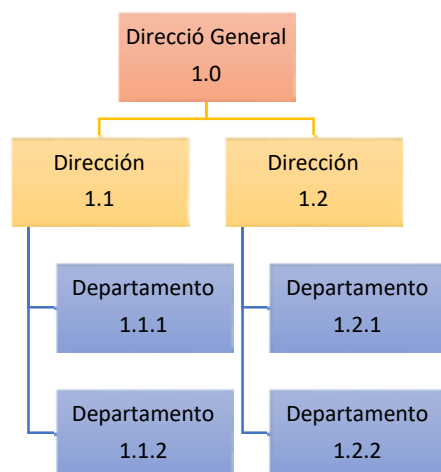 Direcció General
1.0
Dirección
1.1
Dirección
1.2
Departamento
1.1.1
Departamento
1.2.1
Departamento
1.1.2
Departamento
1.2.2